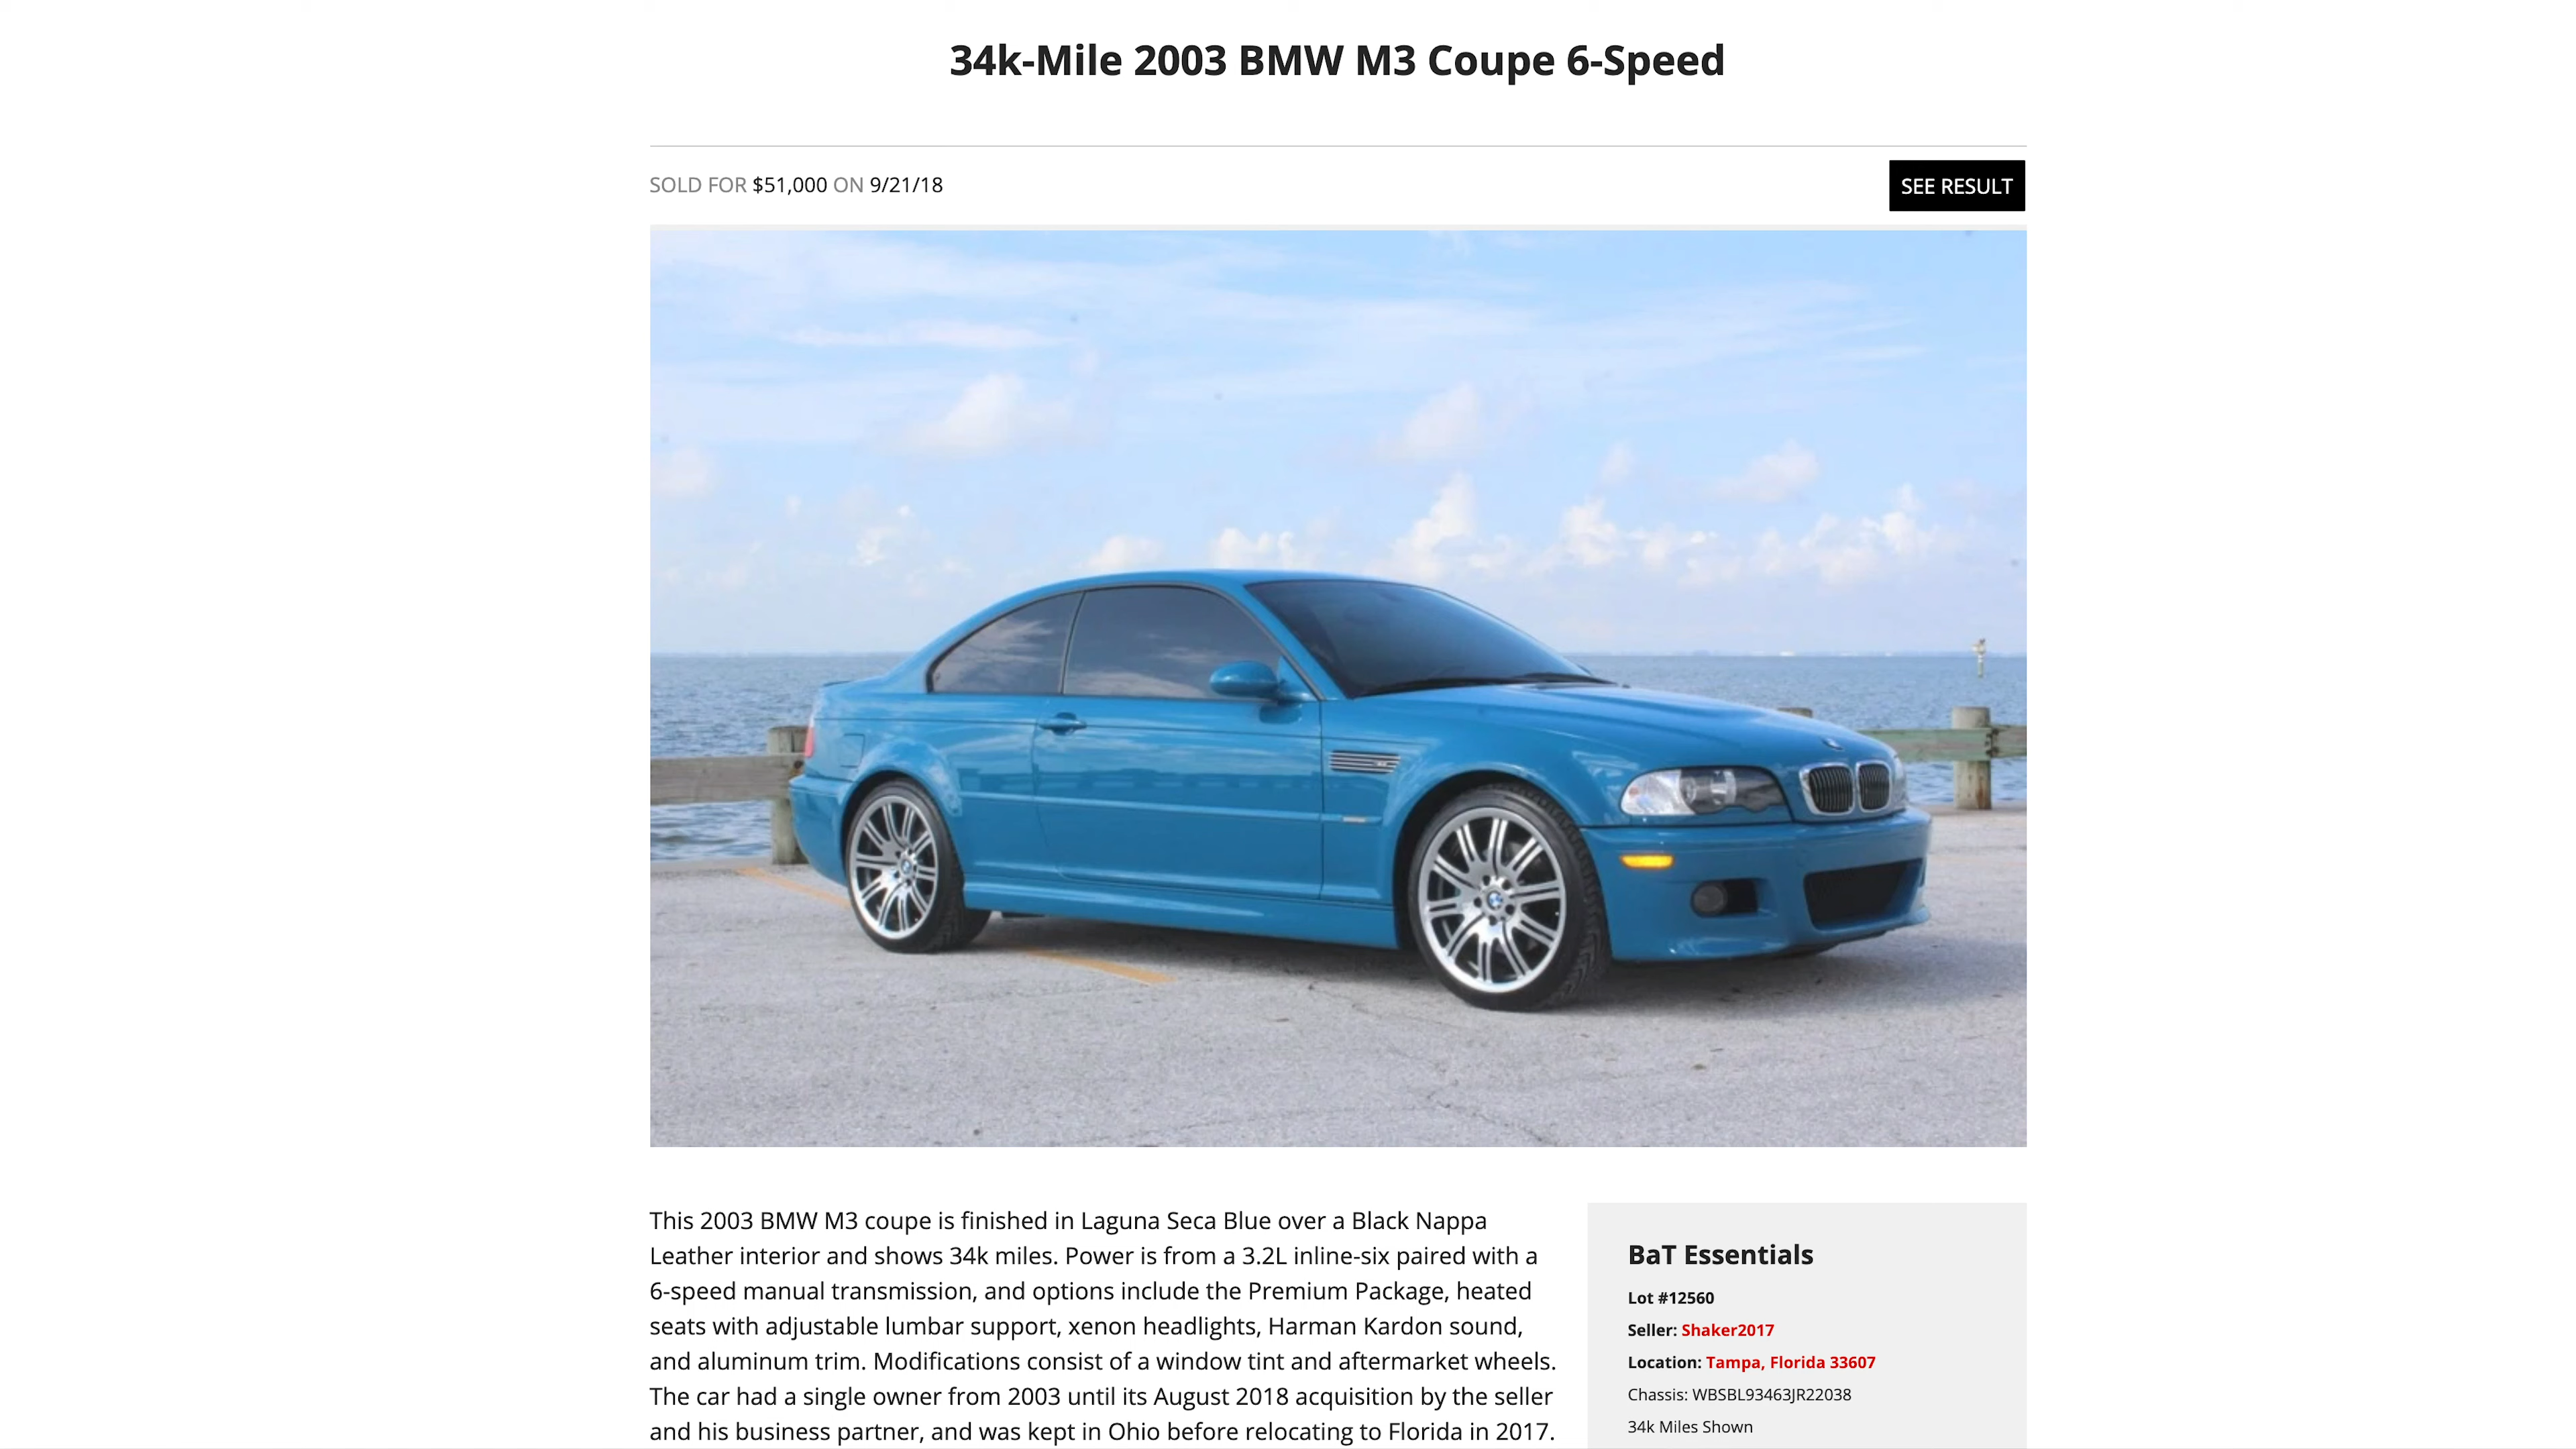 34k-Mile 2003 BMW M3 Coupe 6-Speed
SOLD FOR $51,000 ON 9/21/18
SEE RESULT
This 2003 BMW M3 coupe is finished in Laguna Seca Blue over a Black Nappa
Leather interior and shows 34k miles. Power is from a 3.2L inline-six paired with a
6-speed manual transmission, and options include the Premium Package, heated
seats with adjustable lumbar support, xenon headlights, Harman Kardon sound,
and aluminum trim. Modifications consist of a window tint and aftermarket wheels.
The car had a single owner from 2003 until its August 2018 acquisition by the seller
and his business partner, and was kept in Ohio before relocating to Florida in 2017.
BaT Essentials
Lot #12560
Seller: Shaker2017
Location: Tampa, Florida 33607
Chassis: WBSBL93463JR22038
34k Miles Shown